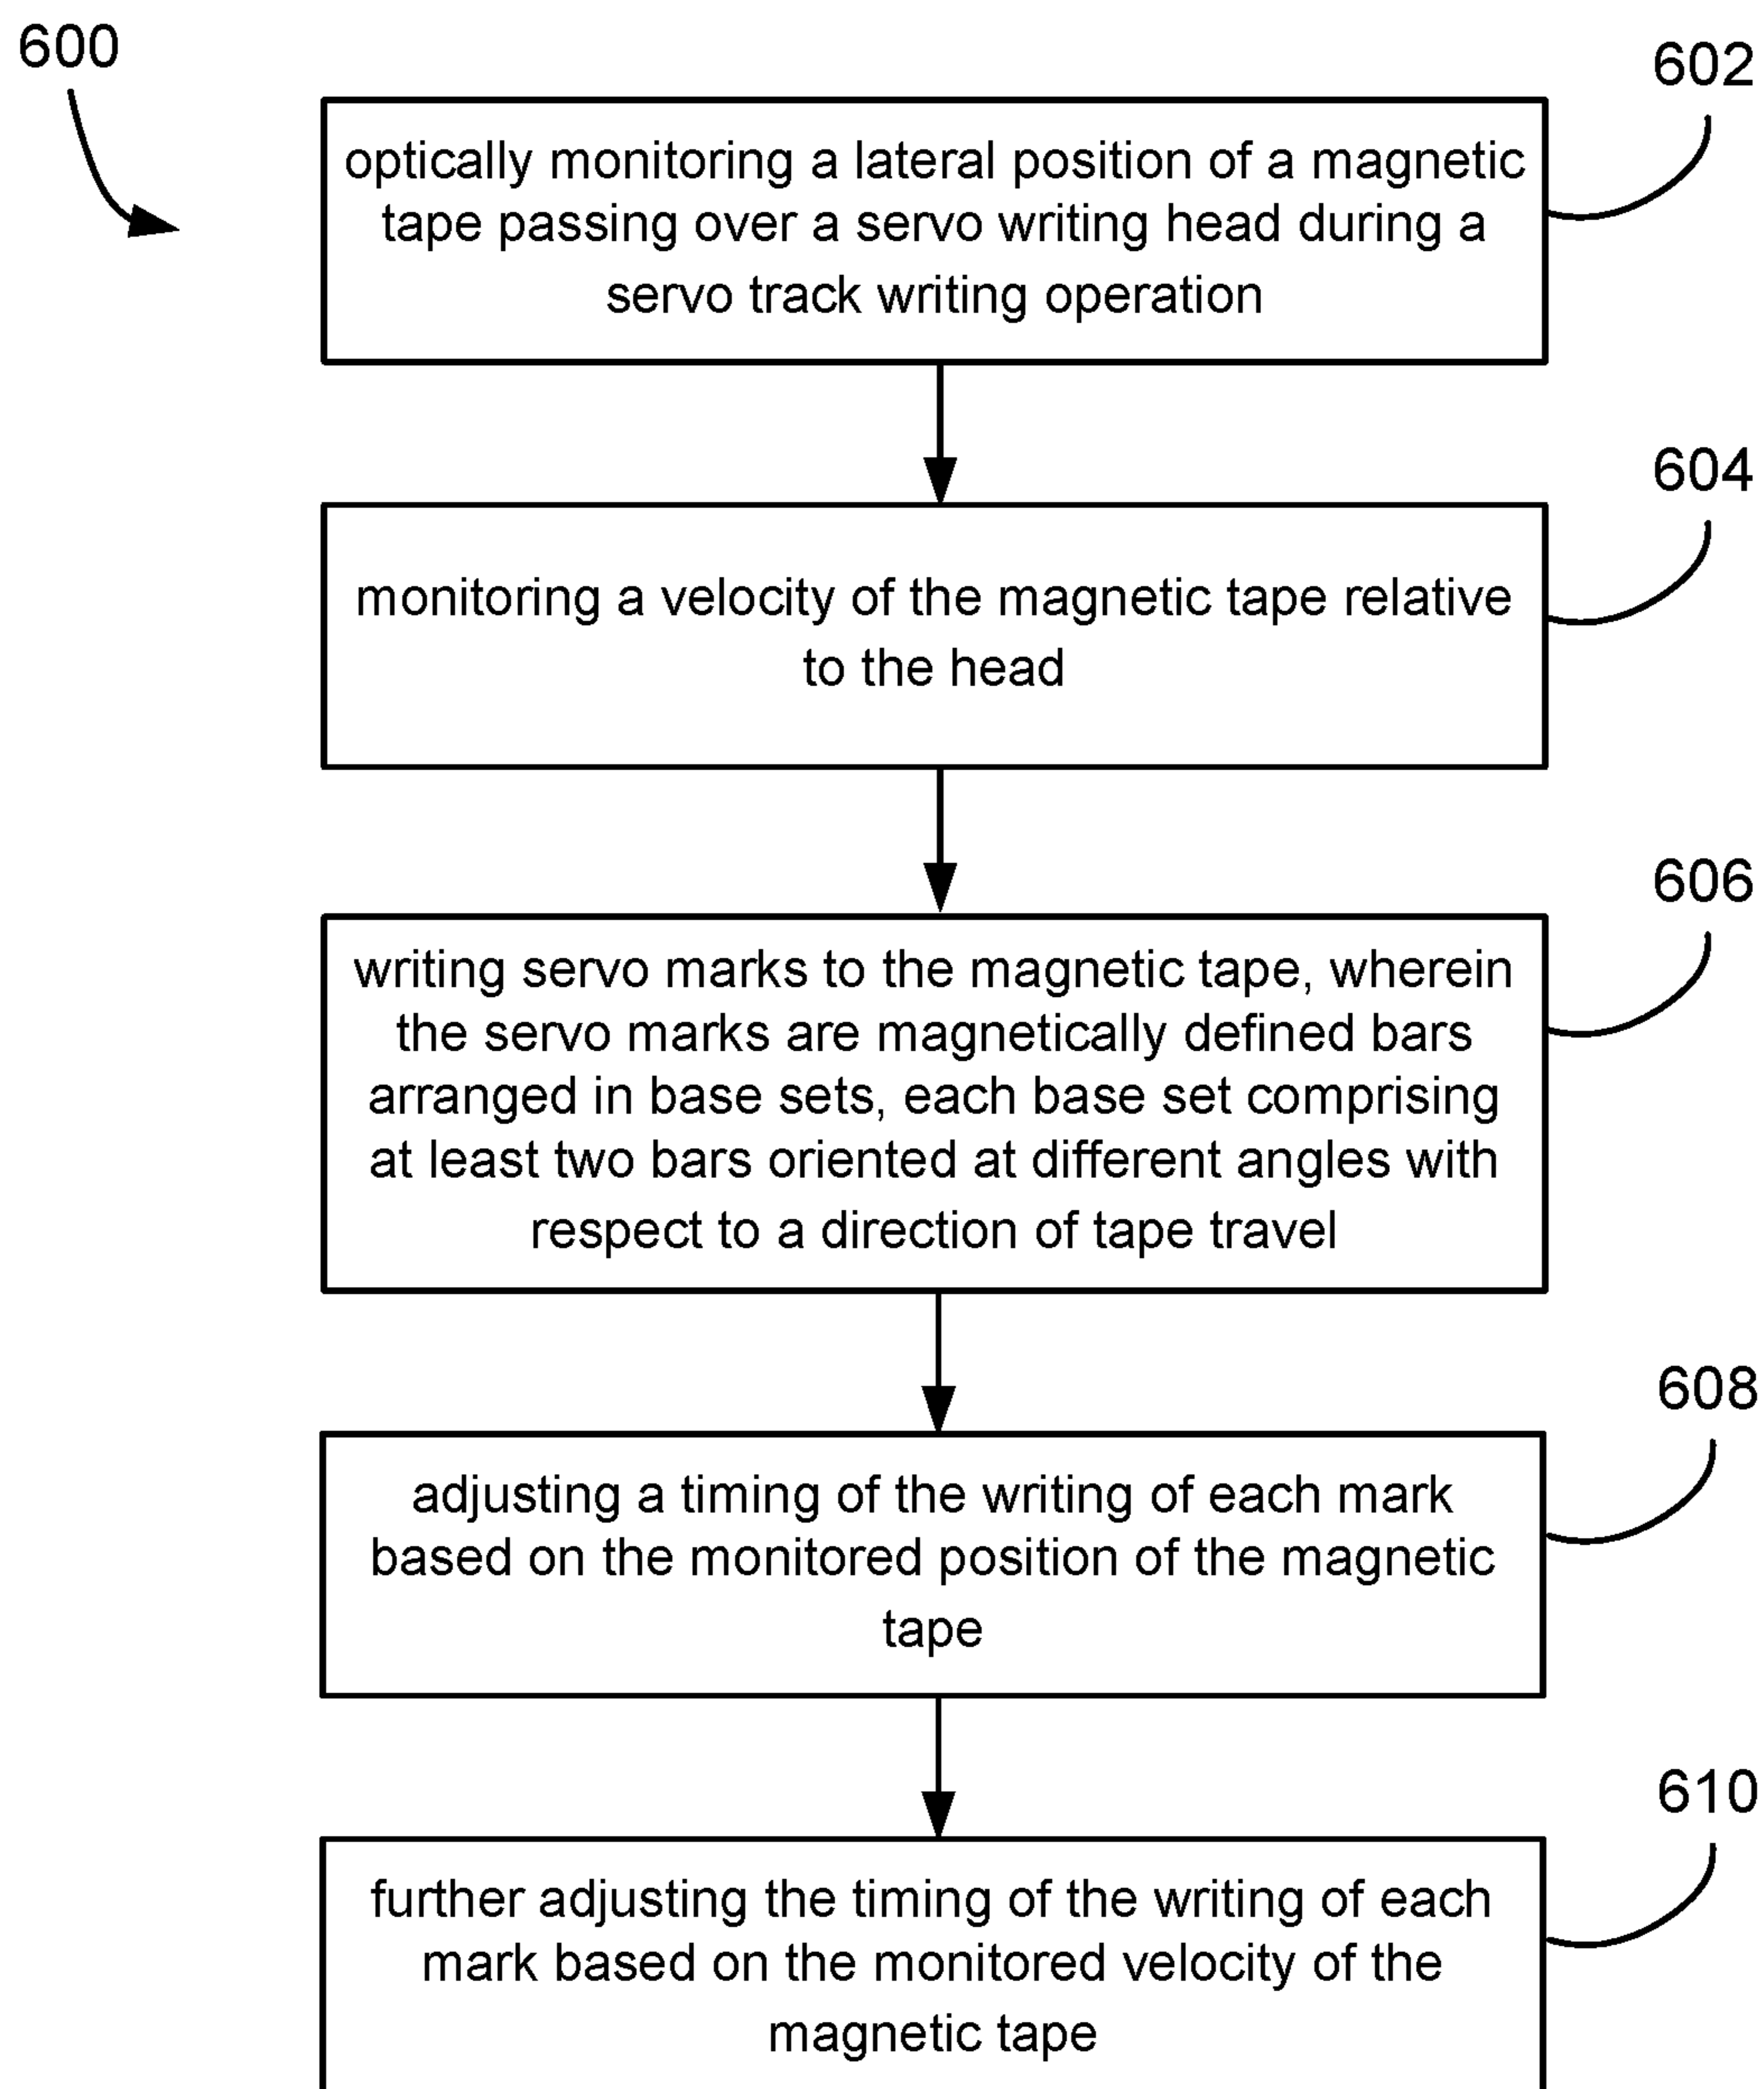 600
602
optically monitoring a lateral position of a magnetic
tape passing over a servo writing head during a
servo track writing operation
604
monitoring a velocity of the magnetic tape relative
to the head
606
writing servo marks to the magnetic tape, wherein
the servo marks are magnetically defined bars
arranged in base sets, each base set comprising
at least two bars oriented at different angles with
respect to a direction of tape travel
608
adjusting a timing of the writing of each mark
based on the monitored position of the magnetic
tape
610
further adjusting the timing of the writing of each
mark based on the monitored velocity of the
magnetic tape